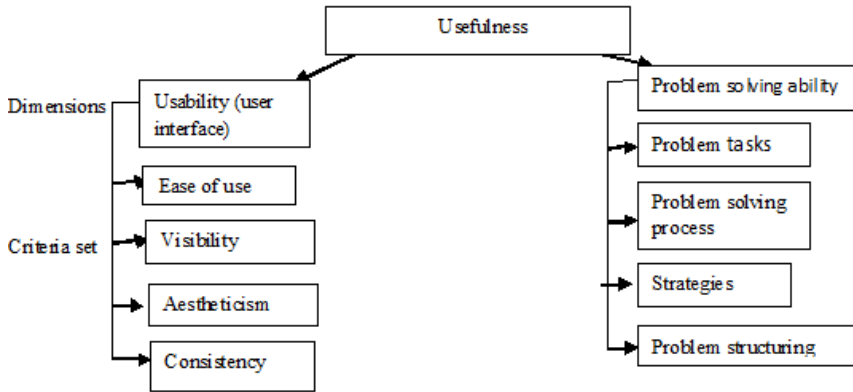 Usefulness
Dimensions
Usability (user
interface)
Ease of use
Criteria set
Visibility
Aestheticism
Consistency
Problem solving ability
Problem tasks
Problem solving
process
Strategies
Problem structuring